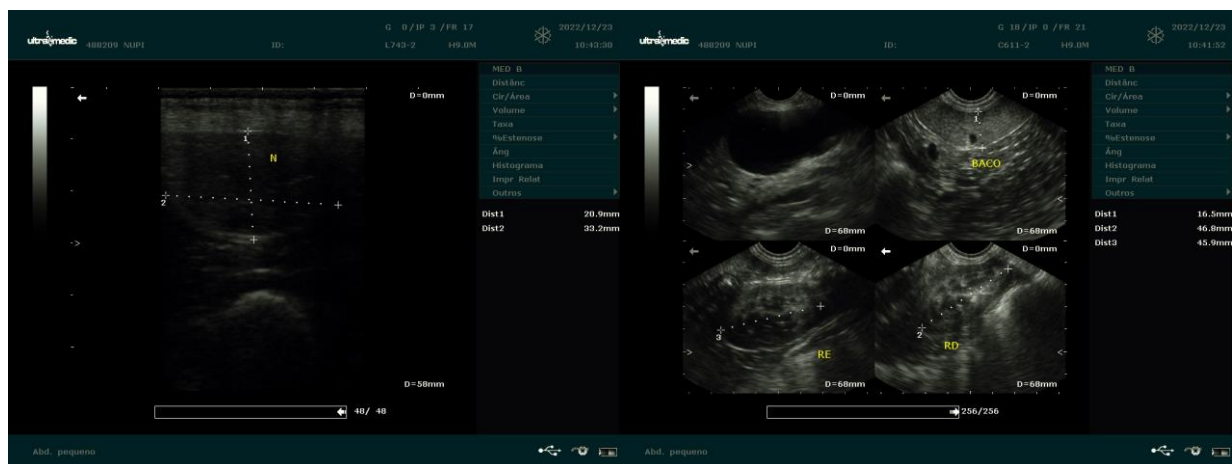 ultramedic 488209 NUPI ID: G 0/IP 3 /FR 17 L743-2 H9.0M 2022/12/23 10:43:30
MED B
Distânc
Cir/Área
Volume
Taxa
%Estenose
Âng
Histograma
Impr Relat
Outros
Dist1 20.9mm
Dist2 33.2mm
D=0mm
1
N
2
D=58mm
48/ 48
Abd. pequeno
ultramedic 488209 NUPI ID: G 18/IP 0 /FR 21 C611-2 H9.0M 2022/12/23 10:41:52
MED B
Distânc
Cir/Área
Volume
Taxa
%Estenose
Âng
Histograma
Impr Relat
Outros
Dist1 16.5mm
Dist2 46.8mm
Dist3 45.9mm
D=0mm
D=68mm
D=0mm
1
BAÇO
D=68mm
D=0mm
3
RE
D=68mm
D=0mm
2
RD
D=68mm
256/256
Abd. pequeno